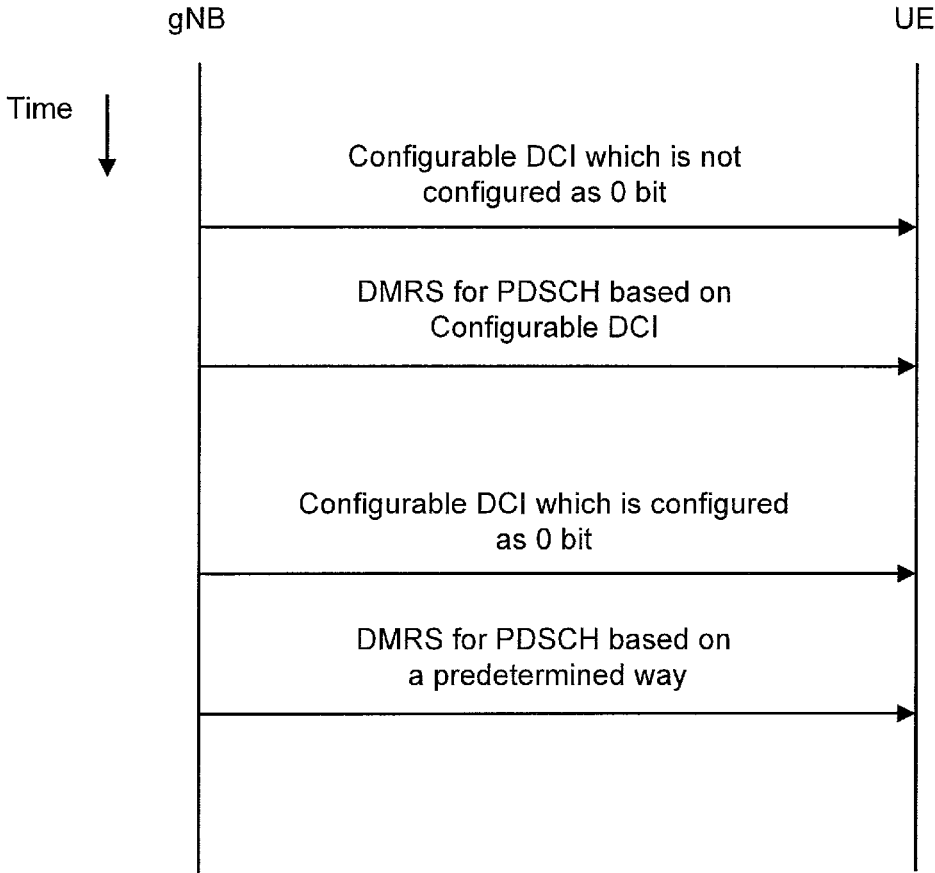 gNB
UE
Time
Configurable DCI which is not
configured as 0 bit
DMRS for PDSCH based on
Configurable DCI
Configurable DCI which is configured
as 0 bit
DMRS for PDSCH based on
a predetermined way